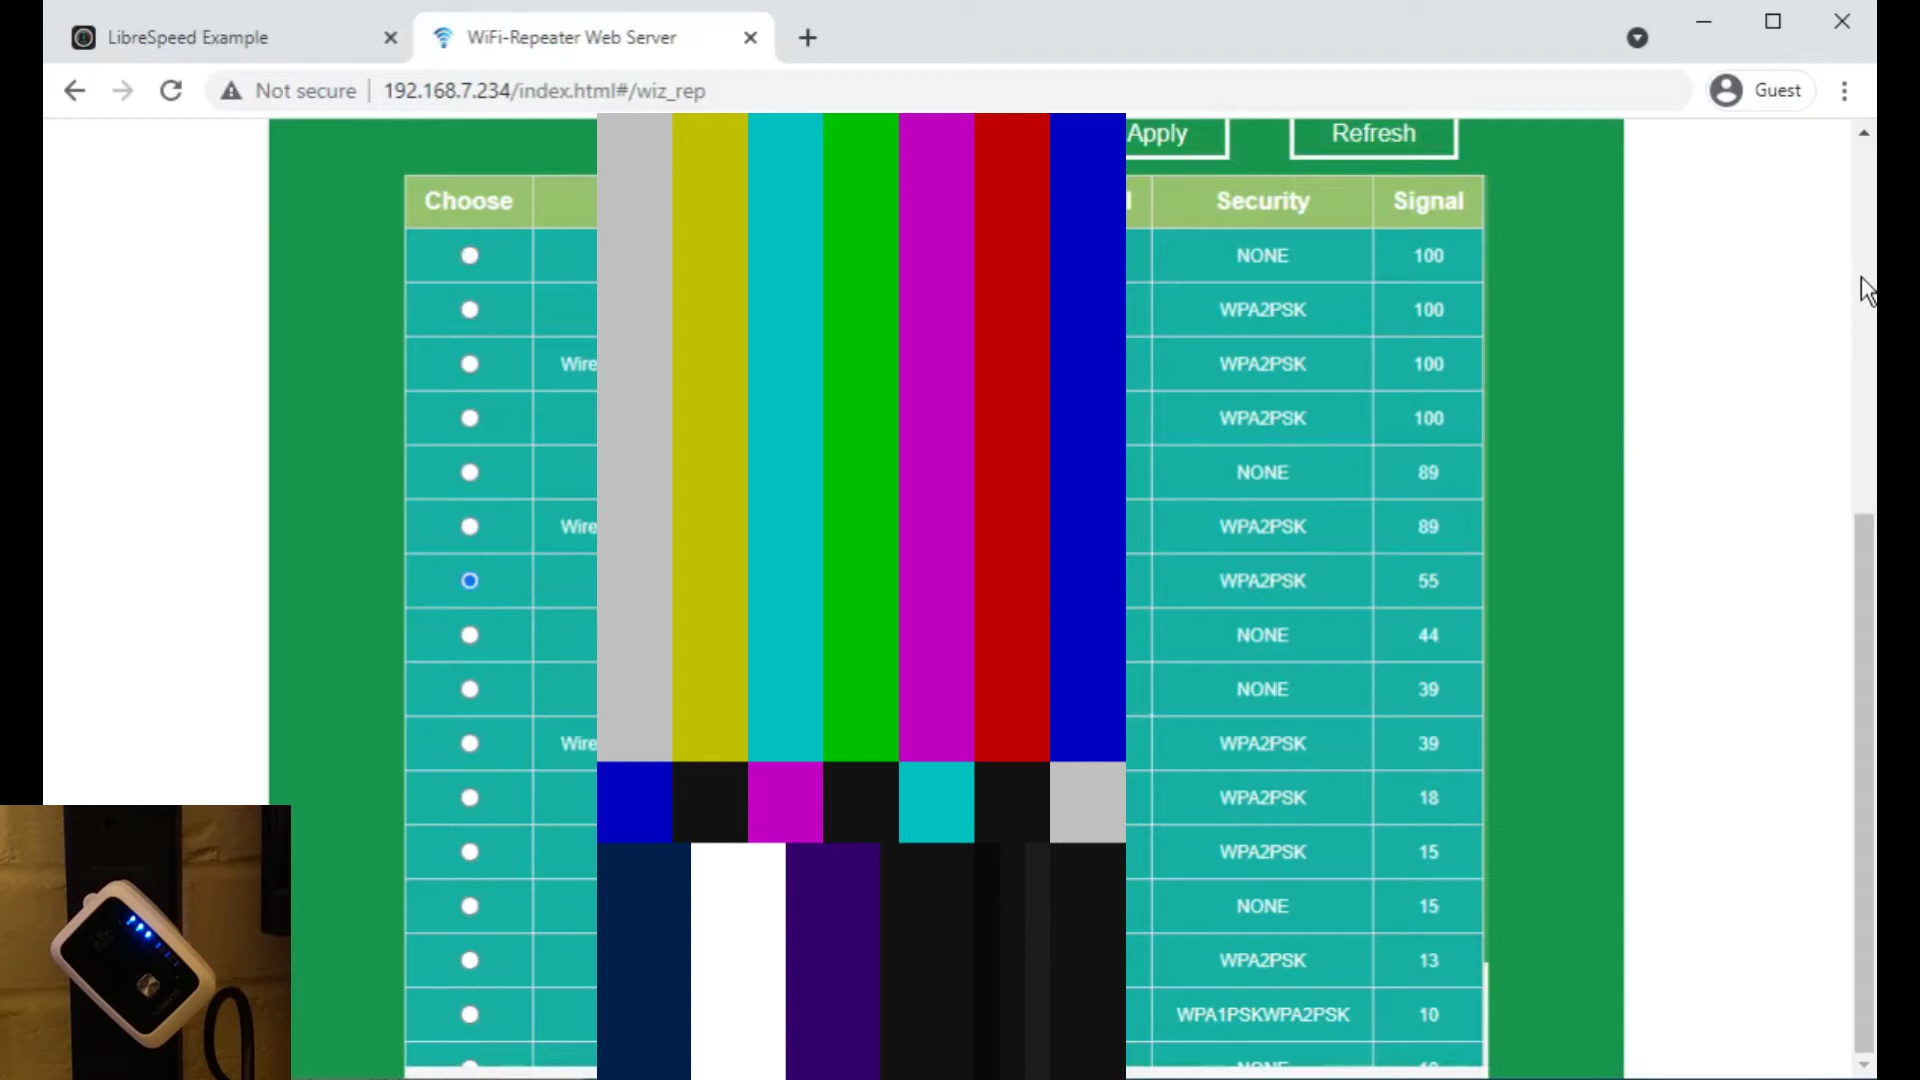 LibreSpeed Example
WiFi-Repeater Web Server
Not secure
192.168.7.234/index.html#/wiz_rep
Guest
Apply
Refresh
Choose
Security
Signal
NONE
100
WPA2PSK
100
Wire
WPA2PSK
100
WPA2PSK
100
NONE
89
Wire
WPA2PSK
89
WPA2PSK
55
NONE
44
NONE
39
Wire
WPA2PSK
39
WPA2PSK
18
WPA2PSK
15
NONE
15
WPA2PSK
13
WPA1PSKWPA2PSK
10